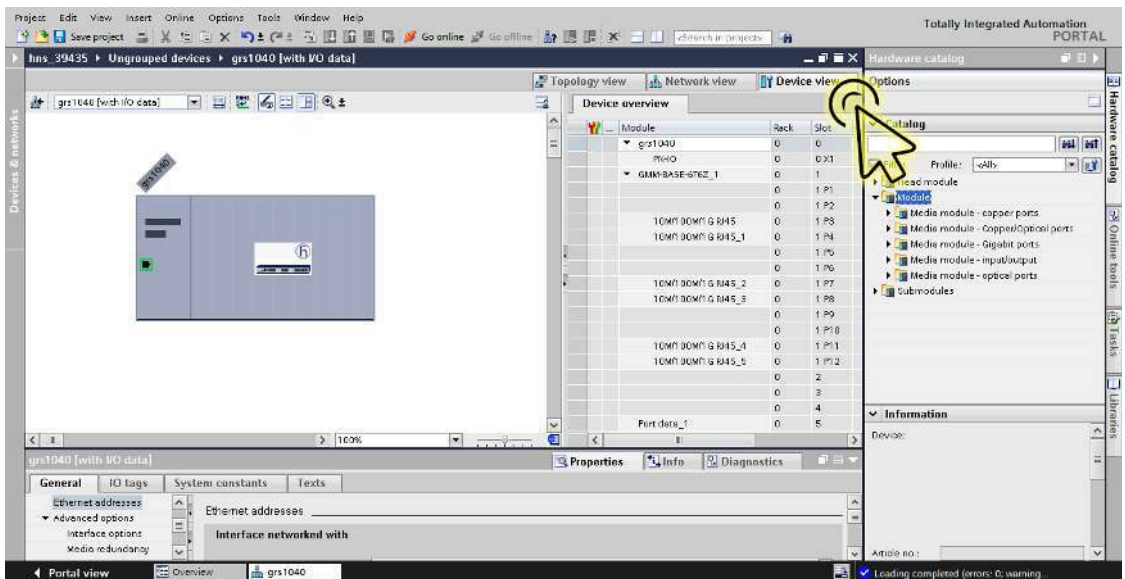 Project Edit View Insert Online Options Tools Window Help
Totally Integrated Automation
PORTAL
Save project
Go online
Go offline
<Search in project>
hns_39435 ▸ Ungrouped devices ▸ grs1040 [with I/O data]
Hardware catalog
Topology view
Network view
Device view
Options
grs1040 [with I/O data]
Device overview
Module
Rack
Slot
grs1040 0 0
PN-IO 0 0 X1
GMM-BASE-6T6Z_1 0 1
0 1 P1
0 1 P2
10M/100M/1G RJ45 0 1 P3
10M/100M/1G RJ45_1 0 1 P4
0 1 P5
0 1 P6
10M/100M/1G RJ45_2 0 1 P7
10M/100M/1G RJ45_3 0 1 P8
0 1 P9
0 1 P10
10M/100M/1G RJ45_4 0 1 P11
10M/100M/1G RJ45_5 0 1 P12
0 2
0 3
0 4
Port data_1 0 5
grs1040
100%
Catalog
Profile: <All>
Head module
Module
Media module - copper ports
Media module - Copper/Optical ports
Media module - Gigabit ports
Media module - input/output
Media module - optical ports
Submodules
Information
Device:
Article no.:
Devices & networks
Hardware catalog
Online tools
Tasks
Libraries
grs1040 [with I/O data]
Properties
Info
Diagnostics
General
IO tags
System constants
Texts
Ethernet addresses
Advanced options
Interface options
Media redundancy
Ethernet addresses
Interface networked with
Portal view
Overview
grs1040
Loading completed (errors: 0; warning